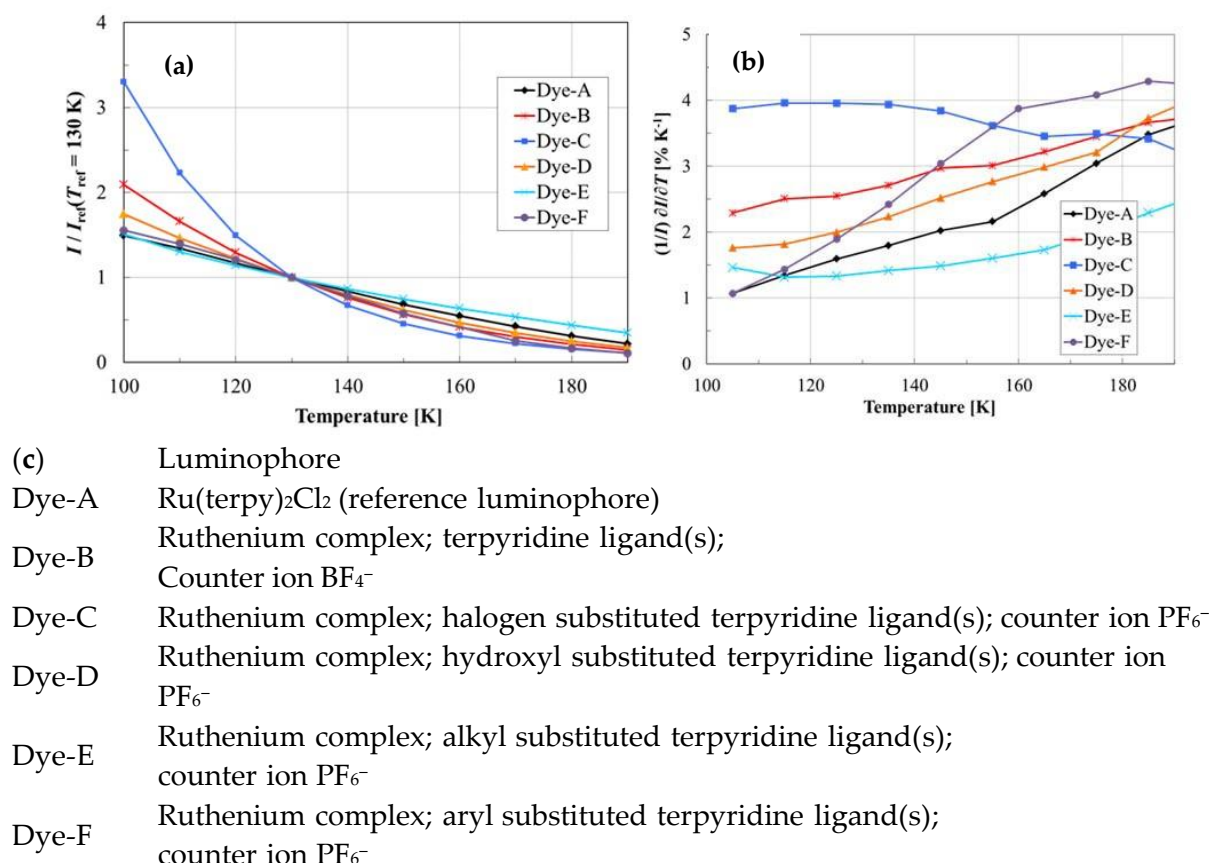 (a)
4
3
2
1
0
100
120
140
160
180
I / Iref(Tref = 130 K)
Temperature [K]
Dye-A
Dye-B
Dye-C
Dye-D
Dye-E
Dye-F
(b)
5
4
3
2
1
0
100
120
140
160
180
(1/I) ∂I/∂T [% K⁻¹]
Temperature [K]
Dye-A
Dye-B
Dye-C
Dye-D
Dye-E
Dye-F
(c) Luminophore
Dye-A Ru(terpy)₂Cl₂ (reference luminophore)
Dye-B Ruthenium complex; terpyridine ligand(s);
Counter ion BF₄⁻
Dye-C Ruthenium complex; halogen substituted terpyridine ligand(s); counter ion PF₆⁻
Dye-D Ruthenium complex; hydroxyl substituted terpyridine ligand(s); counter ion
PF₆⁻
Dye-E Ruthenium complex; alkyl substituted terpyridine ligand(s);
counter ion PF₆⁻
Dye-F Ruthenium complex; aryl substituted terpyridine ligand(s);
counter ion PF₆⁻